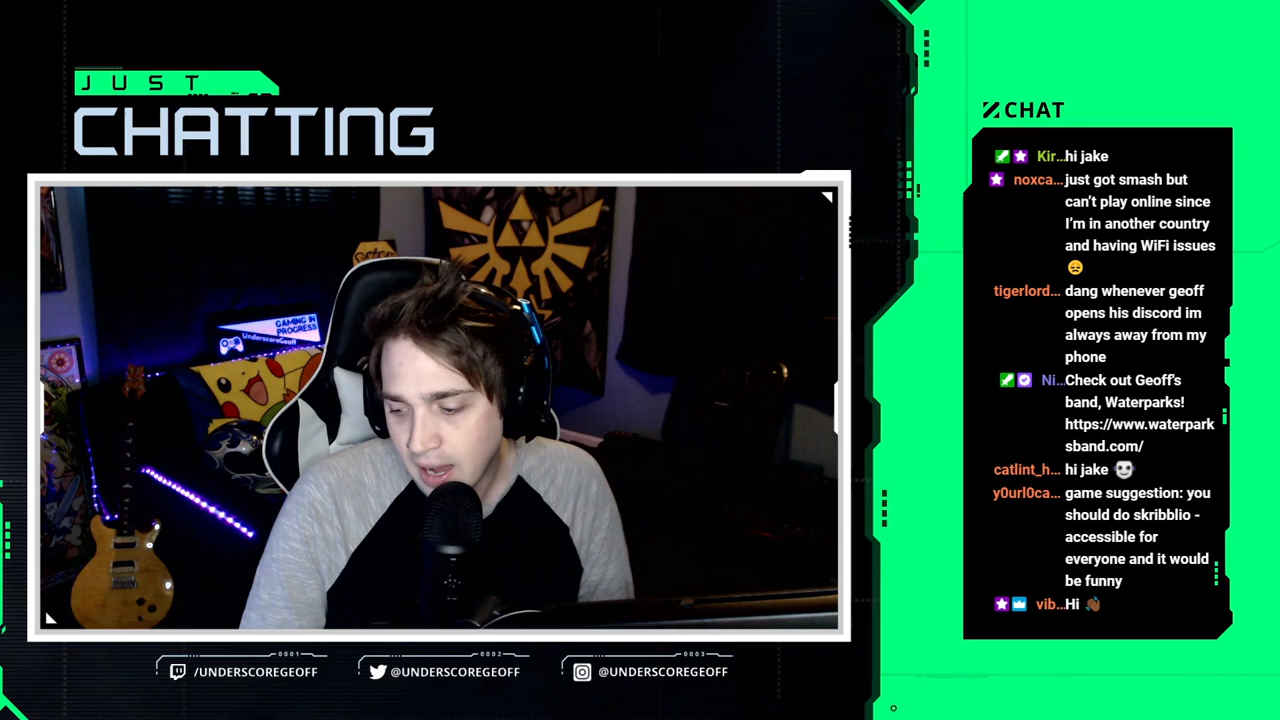 JUST
CHATTING
GAMING IN
PROGRESS
UnderscoreGeoff
/UNDERSCOREGEOFF
@UNDERSCOREGEOFF
@UNDERSCOREGEOFF
0001
0002
0003
CHAT
Kir... hi jake
noxca... just got smash but
can’t play online since
I’m in another country
and having WiFi issues
😔
tigerlord... dang whenever geoff
opens his discord im
always away from my
phone
Ni... Check out Geoff's
band, Waterparks!
https://www.waterpark
sband.com/
catlint_h... hi jake
y0url0ca... game suggestion: you
should do skribblio -
accessible for
everyone and it would
be funny
vib... Hi 👋🏾